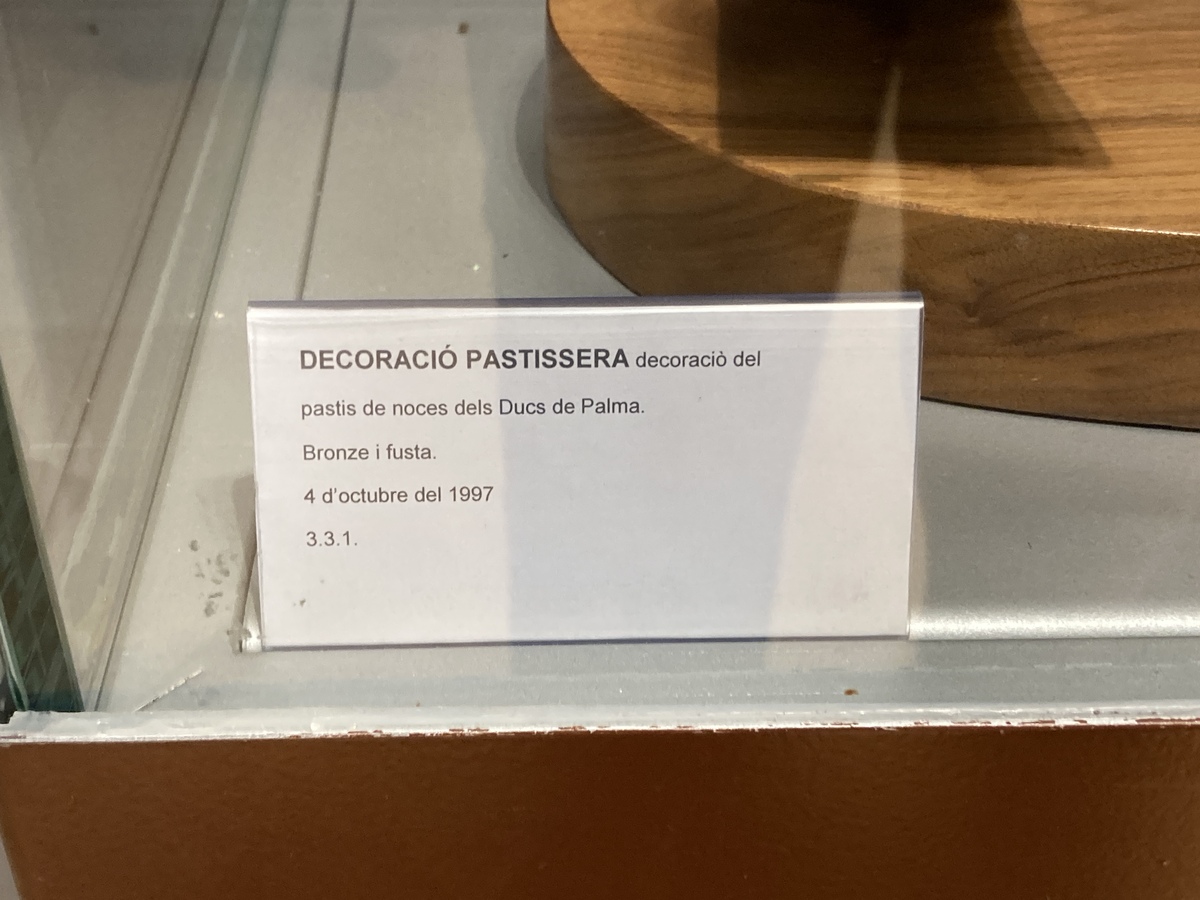 DECORACIÓ PASTISSERA decoraciò del
pastis de noces dels Ducs de Palma.
Bronze i fusta.
4 d'octubre del 1997
3.3.1.